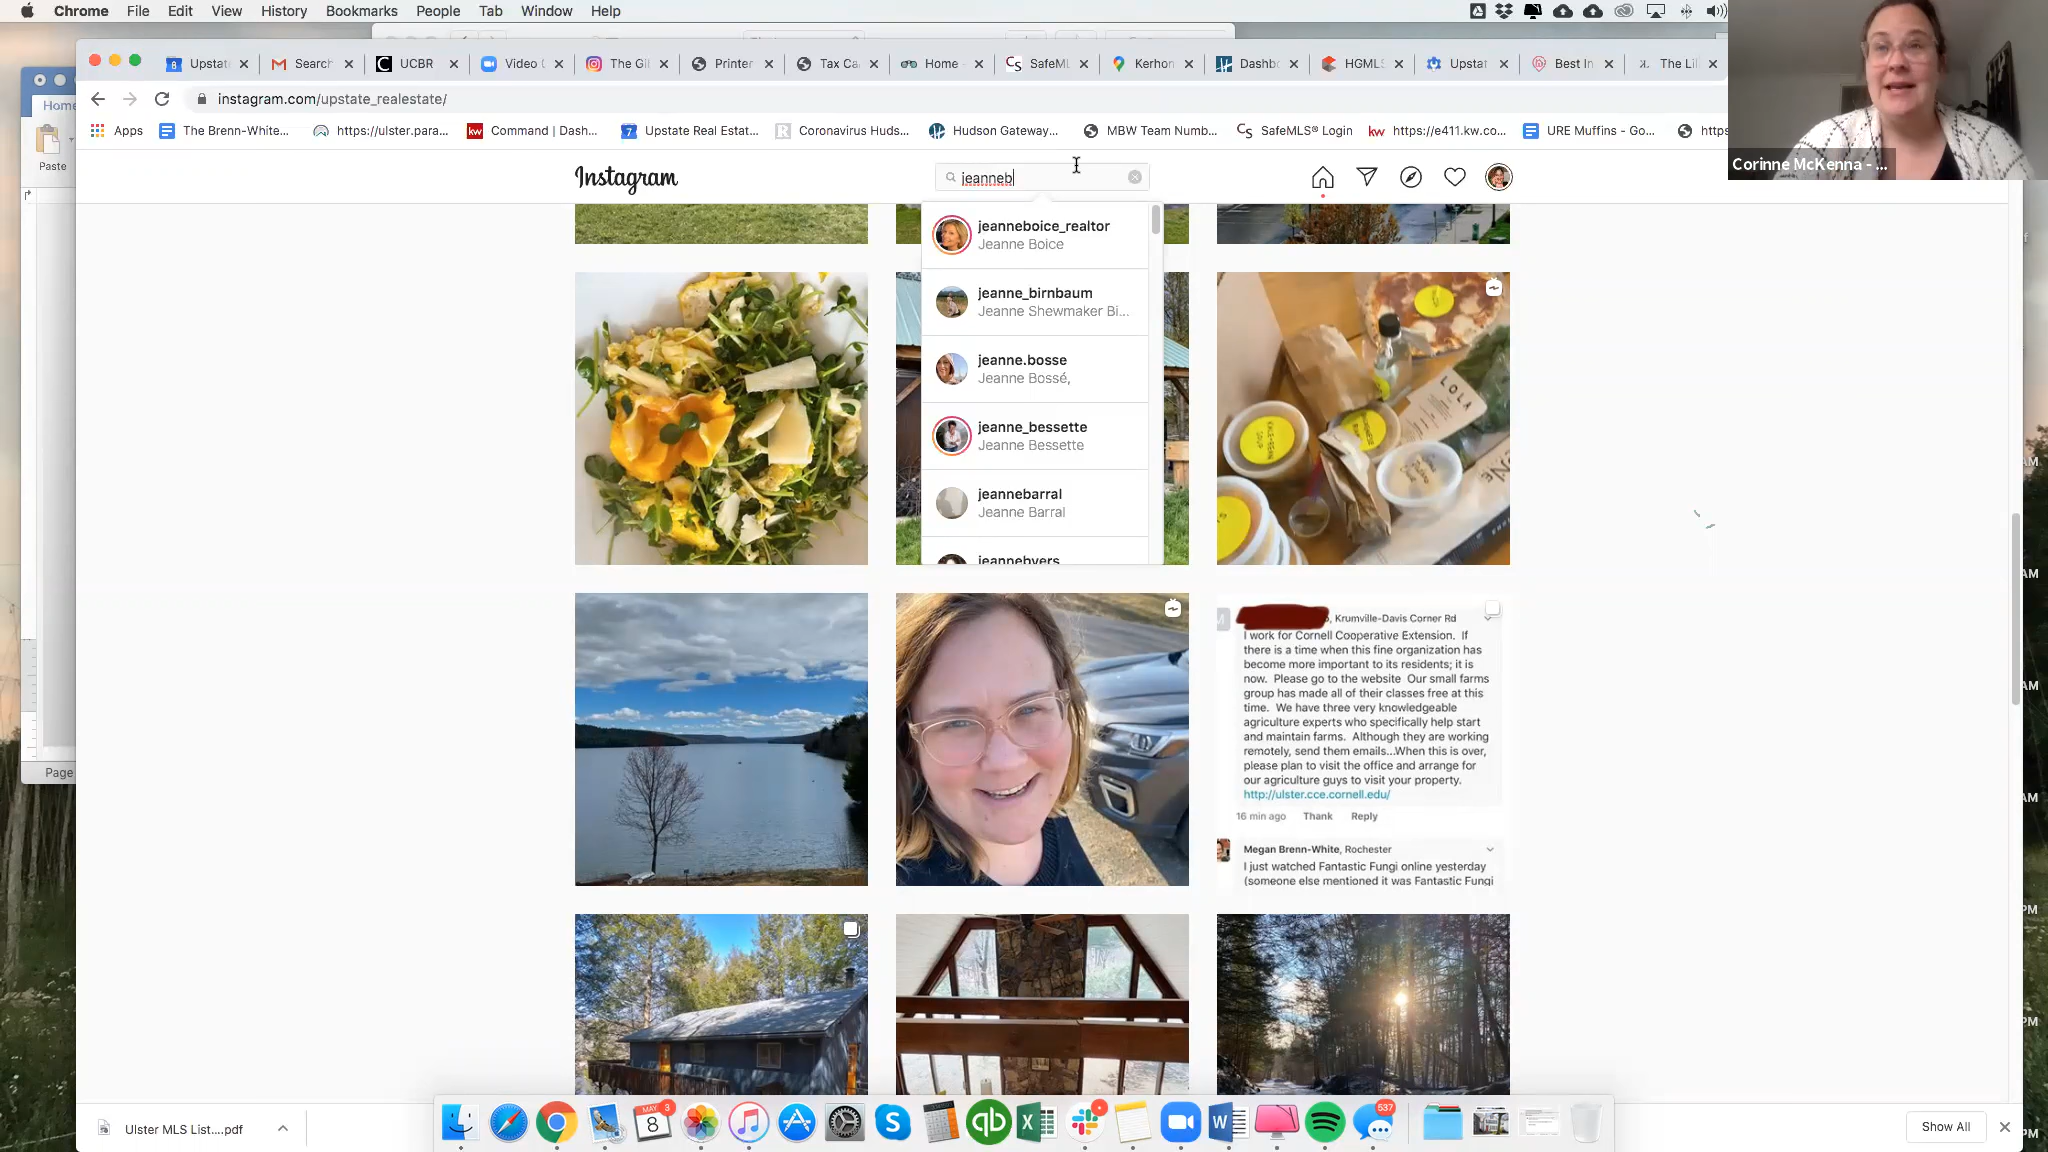 Chrome File Edit View History Bookmarks People Tab Window Help
Upstat Search UCBR Video The Gi Printer Tax Ca Home - SafeML Kerhon Dashb HGMLS Upstat Best In The Lil
instagram.com/upstate_realestate/
Apps The Brenn-White... https://ulster.para... Command | Dash... Upstate Real Estat... Coronavirus Huds... Hudson Gateway... MBW Team Numb... SafeMLS® Login https://e411.kw.co... URE Muffins - Go...
Corinne McKenna - ...
Home
Paste
Instagram
jeanneb
jeanneboice_realtor
Jeanne Boice
jeanne_birnbaum
Jeanne Shewmaker Bi...
jeanne.bosse
Jeanne Bossé,
jeanne_bessette
Jeanne Bessette
jeannebarral
Jeanne Barral
jeannebyers
LOLA
, Krumville-Davis Corner Rd
I work for Cornell Cooperative Extension. If
there is a time when this fine organization has
become more important to its residents; it is
now. Please go to the website Our small farms
group has made all of their classes free at this
time. We have three very knowledgeable
agriculture experts who specifically help start
and maintain farms. Although they are working
remotely, send them emails...When this is over,
please plan to visit the office and arrange for
our agriculture guys to visit your property.
http://ulster.cce.cornell.edu/
16 min ago Thank Reply
Megan Brenn-White, Rochester
I just watched Fantastic Fungi online yesterday
(someone else mentioned it was Fantastic Fungi
Page
MAY 3
8
537
Ulster MLS List....pdf
Show All